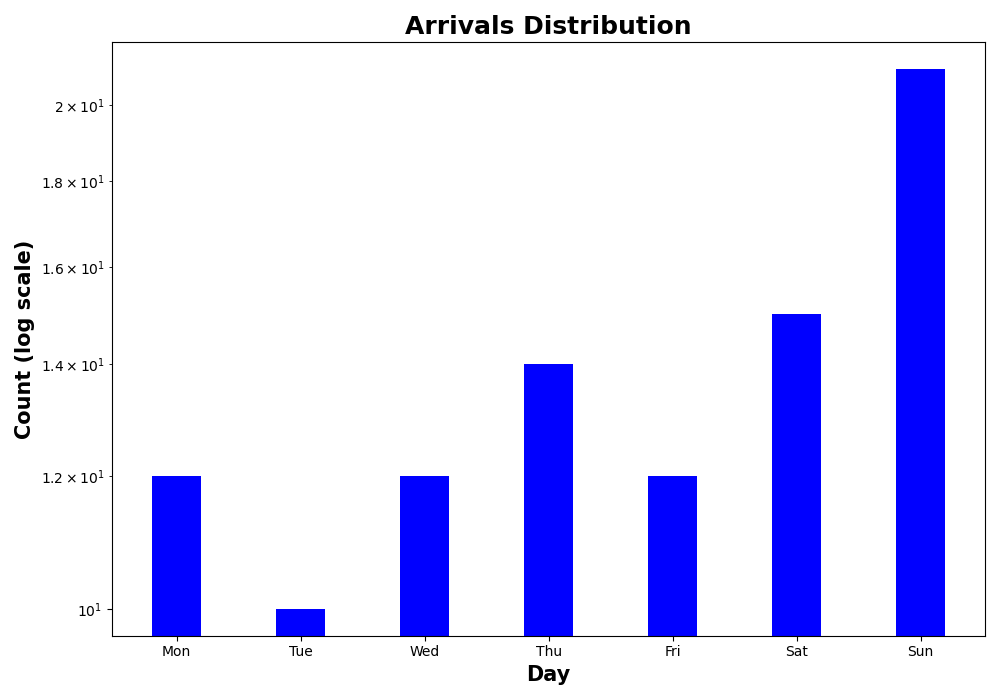 Arrivals Distribution
Count (log scale)
2 × 10¹
1.8 × 10¹
1.6 × 10¹
1.4 × 10¹
1.2 × 10¹
10¹
Mon Tue Wed Thu Fri Sat Sun
Day